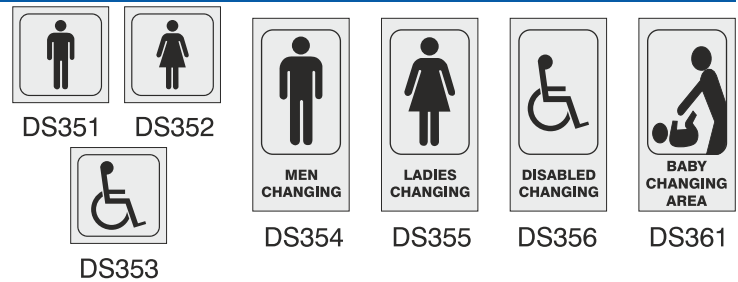 DS351
DS352
DS353
MEN
CHANGING
DS354
LADIES
CHANGING
DS355
DISABLED
CHANGING
DS356
BABY
CHANGING
AREA
DS361